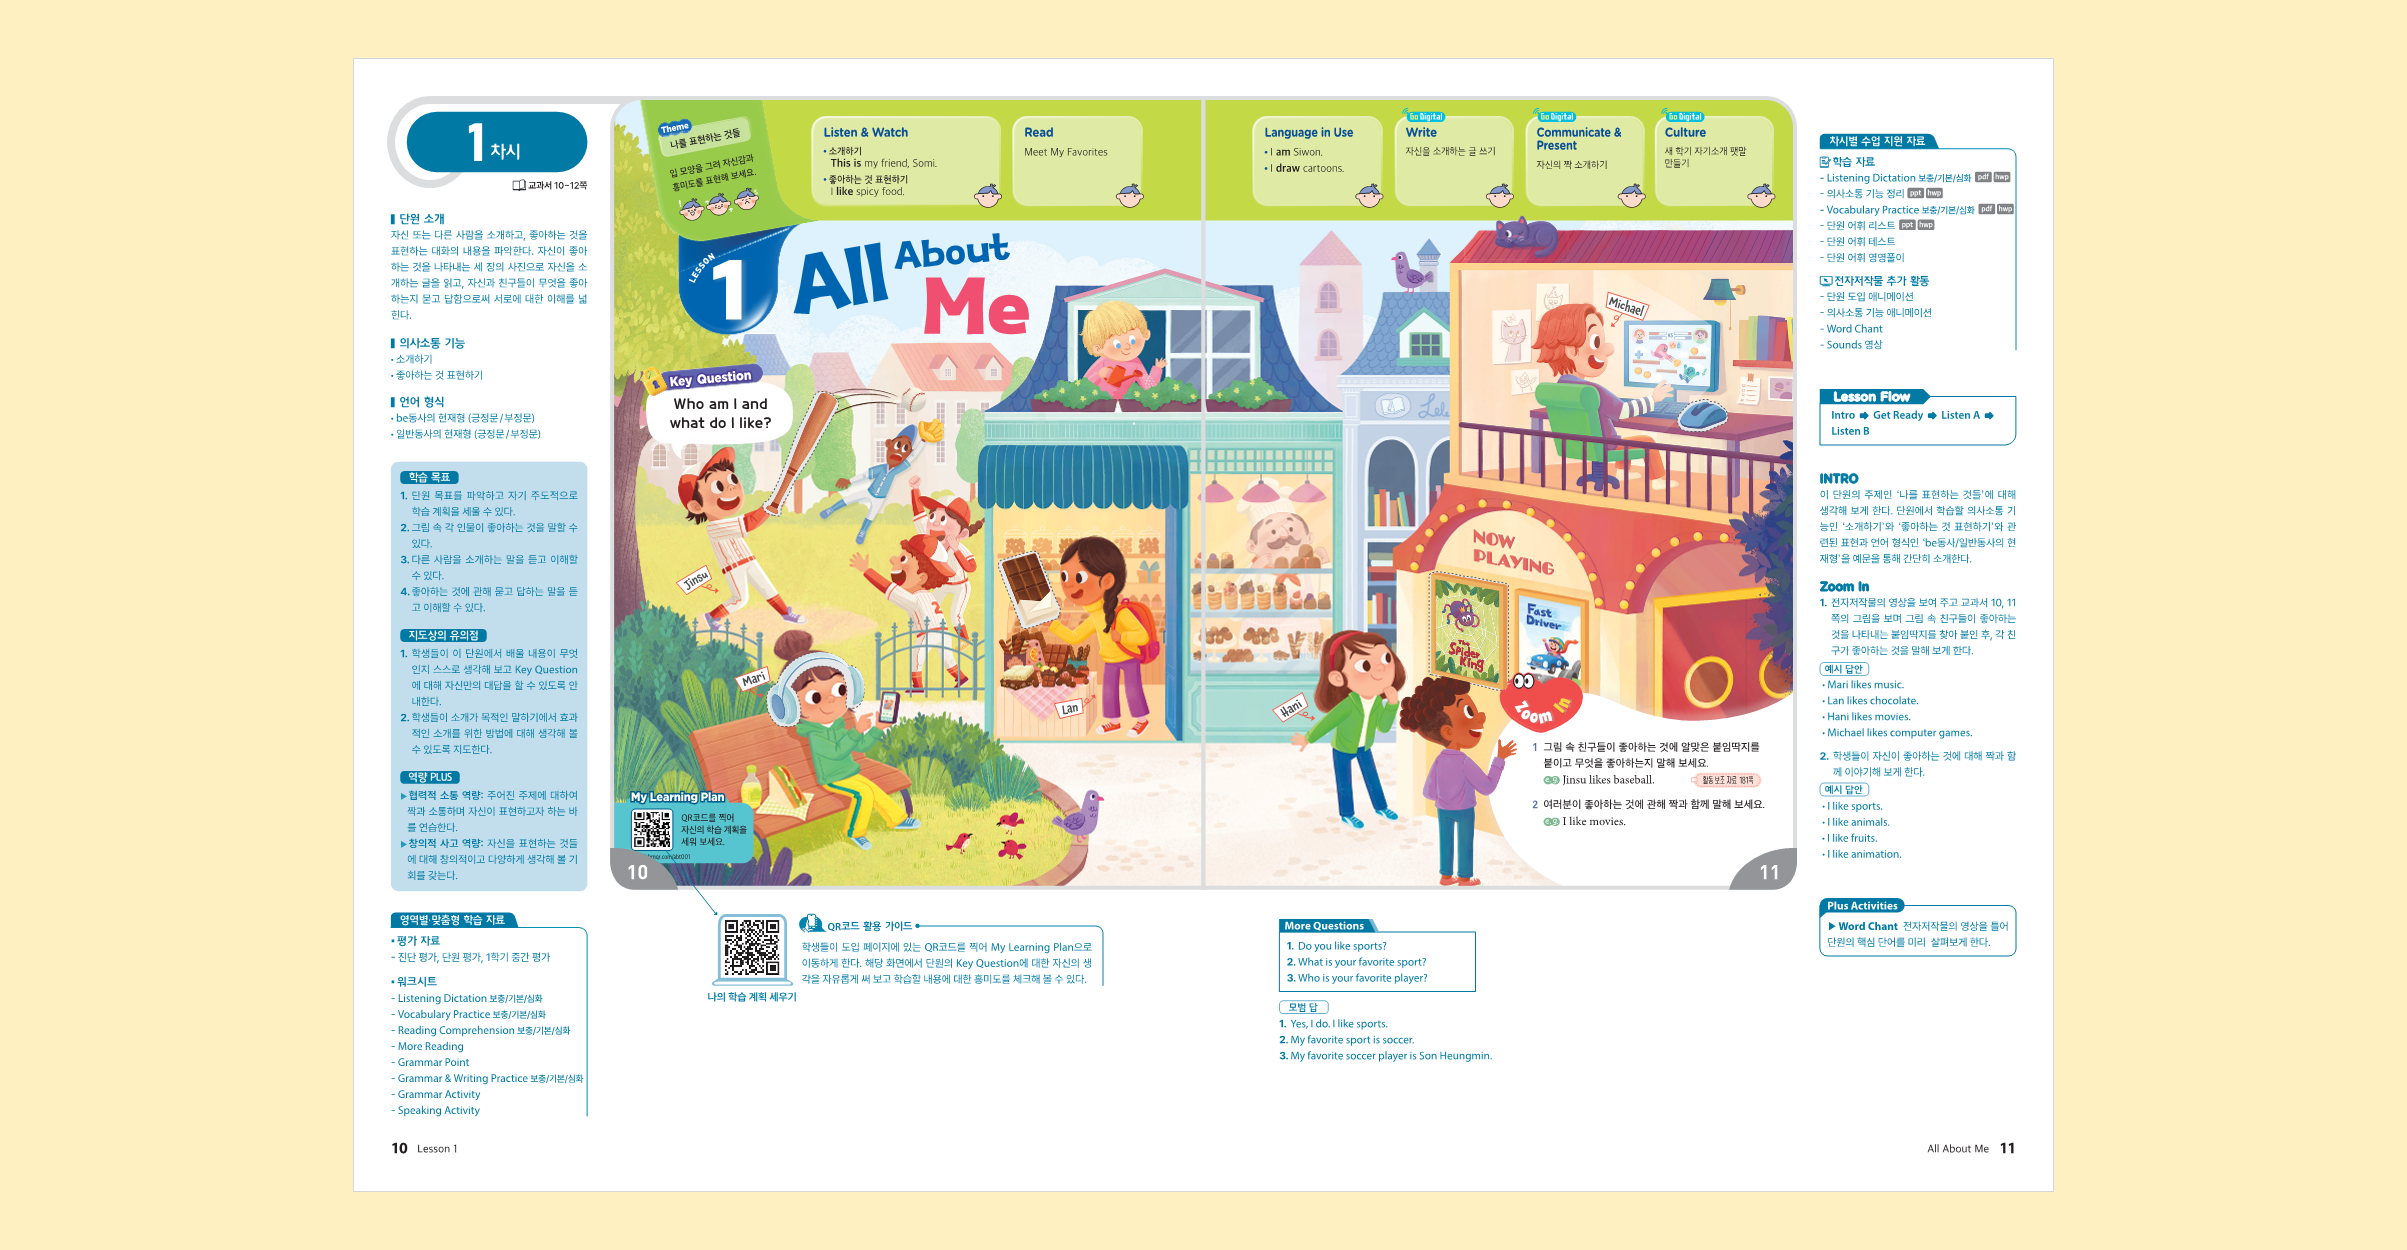 1 차시
교과서 10~12쪽
단원 소개
자신 또는 다른 사람을 소개하고, 좋아하는 것을
표현하는 대화의 내용을 파악한다. 자신이 좋아
하는 것을 나타내는 세 장의 사진으로 자신을 소
개하는 글을 읽고, 자신과 친구들이 무엇을 좋아
하는지 묻고 답함으로써 서로에 대한 이해를 넓
힌다.
의사소통 기능
• 소개하기
• 좋아하는 것 표현하기
언어 형식
• be동사의 현재형 (긍정문/부정문)
• 일반동사의 현재형 (긍정문/부정문)
학습 목표
1. 단원 목표를 파악하고 자기 주도적으로
학습 계획을 세울 수 있다.
2. 그림 속 각 인물이 좋아하는 것을 말할 수
있다.
3. 다른 사람을 소개하는 말을 듣고 이해할
수 있다.
4. 좋아하는 것에 관해 묻고 답하는 말을 듣
고 이해할 수 있다.
지도상의 유의점
1. 학생들이 이 단원에서 배울 내용이 무엇
인지 스스로 생각해 보고 Key Question
에 대해 자신만의 대답을 할 수 있도록 안
내한다.
2. 학생들이 소개가 목적인 말하기에서 효과
적인 소개를 위한 방법에 대해 생각해 볼
수 있도록 지도한다.
역량 PLUS
▶협력적 소통 역량: 주어진 주제에 대하여
짝과 소통하며 자신이 표현하고자 하는 바
를 연습한다.
▶창의적 사고 역량: 자신을 표현하는 것들
에 대해 창의적이고 다양하게 생각해 볼 기
회를 갖는다.
영역별·맞춤형 학습 자료
• 평가 자료
- 진단 평가, 단원 평가, 1학기 중간 평가
• 워크시트
- Listening Dictation 보충/기본/심화
- Vocabulary Practice 보충/기본/심화
- Reading Comprehension 보충/기본/심화
- More Reading
- Grammar Point
- Grammar & Writing Practice 보충/기본/심화
- Grammar Activity
- Speaking Activity
10 Lesson 1
Theme
나를 표현하는 것들
입 모양을 그려 자신감과
흥미도를 표현해 보세요.
Listen & Watch
• 소개하기
This is my friend, Somi.
• 좋아하는 것 표현하기
I like spicy food.
Read
Meet My Favorites
Language in Use
• I am Siwon.
• I draw cartoons.
Go Digital
Write
자신을 소개하는 글 쓰기
Go Digital
Communicate &
Present
자신의 짝 소개하기
Go Digital
Culture
새 학기 자기소개 팻말
만들기
LESSON
1
All About
Me
Key Question
Who am I and
what do I like?
Jinsu
Mari
Lan
Hani
Michael
NOW
PLAYING
The
Spider
King
Fast
Driver
Zoom In
1 그림 속 친구들이 좋아하는 것에 알맞은 붙임딱지를
붙이고 무엇을 좋아하는지 말해 보세요.
e.g. Jinsu likes baseball.
활동 보조 자료 181쪽
2 여러분이 좋아하는 것에 관해 짝과 함께 말해 보세요.
e.g. I like movies.
My Learning Plan
QR코드를 찍어
자신의 학습 계획을
세워 보세요.
10
11
나의 학습 계획 세우기
QR코드 활용 가이드
학생들이 도입 페이지에 있는 QR코드를 찍어 My Learning Plan으로
이동하게 한다. 해당 화면에서 단원의 Key Question에 대한 자신의 생
각을 자유롭게 써 보고 학습할 내용에 대한 흥미도를 체크해 볼 수 있다.
More Questions
1. Do you like sports?
2. What is your favorite sport?
3. Who is your favorite player?
모범 답
1. Yes, I do. I like sports.
2. My favorite sport is soccer.
3. My favorite soccer player is Son Heungmin.
차시별 수업 지원 자료
학습 자료
- Listening Dictation 보충/기본/심화 pdf hwp
- 의사소통 기능 정리 ppt hwp
- Vocabulary Practice 보충/기본/심화 pdf hwp
- 단원 어휘 리스트 ppt hwp
- 단원 어휘 테스트
- 단원 어휘 영영풀이
전자저작물 추가 활동
- 단원 도입 애니메이션
- 의사소통 기능 애니메이션
- Word Chant
- Sounds 영상
Lesson Flow
Intro ➡ Get Ready ➡ Listen A ➡
Listen B
INTRO
이 단원의 주제인 ‘나를 표현하는 것들’에 대해
생각해 보게 한다. 단원에서 학습할 의사소통 기
능인 ‘소개하기’와 ‘좋아하는 것 표현하기’와 관
련된 표현과 언어 형식인 ‘be동사/일반동사의 현
재형’을 예문을 통해 간단히 소개한다.
Zoom In
1. 전자저작물의 영상을 보여 주고 교과서 10, 11
쪽의 그림을 보며 그림 속 친구들이 좋아하는
것을 나타내는 붙임딱지를 찾아 붙인 후, 각 친
구가 좋아하는 것을 말해 보게 한다.
예시 답안
• Mari likes music.
• Lan likes chocolate.
• Hani likes movies.
• Michael likes computer games.
2. 학생들이 자신이 좋아하는 것에 대해 짝과 함
께 이야기해 보게 한다.
예시 답안
• I like sports.
• I like animals.
• I like fruits.
• I like animation.
Plus Activities
▶ Word Chant 전자저작물의 영상을 틀어
단원의 핵심 단어를 미리 살펴보게 한다.
All About Me 11